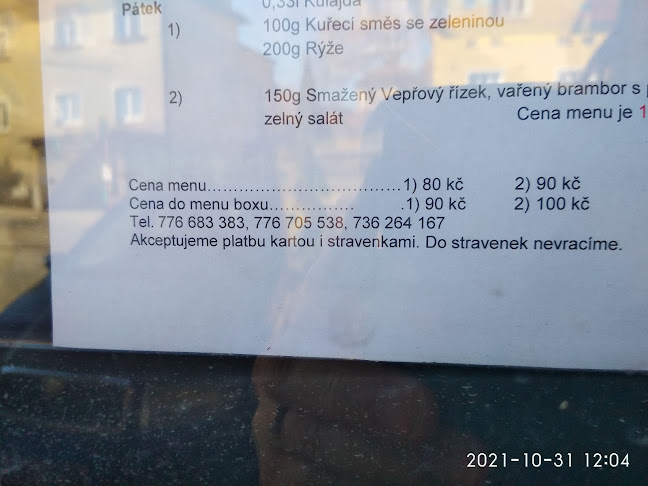 Pátek 0,33l Kulajda
1) 100g Kuřecí směs se zeleninou
200g Rýže
2) 150g Smažený Vepřový řízek, vařený brambor s
zelný salát Cena menu je 1
Cena menu....................................1) 80 kč 2) 90 kč
Cena do menu boxu................ .1) 90 kč 2) 100 kč
Tel. 776 683 383, 776 705 538, 736 264 167
Akceptujeme platbu kartou i stravenkami. Do stravenek nevracíme.
2021-10-31 12:04